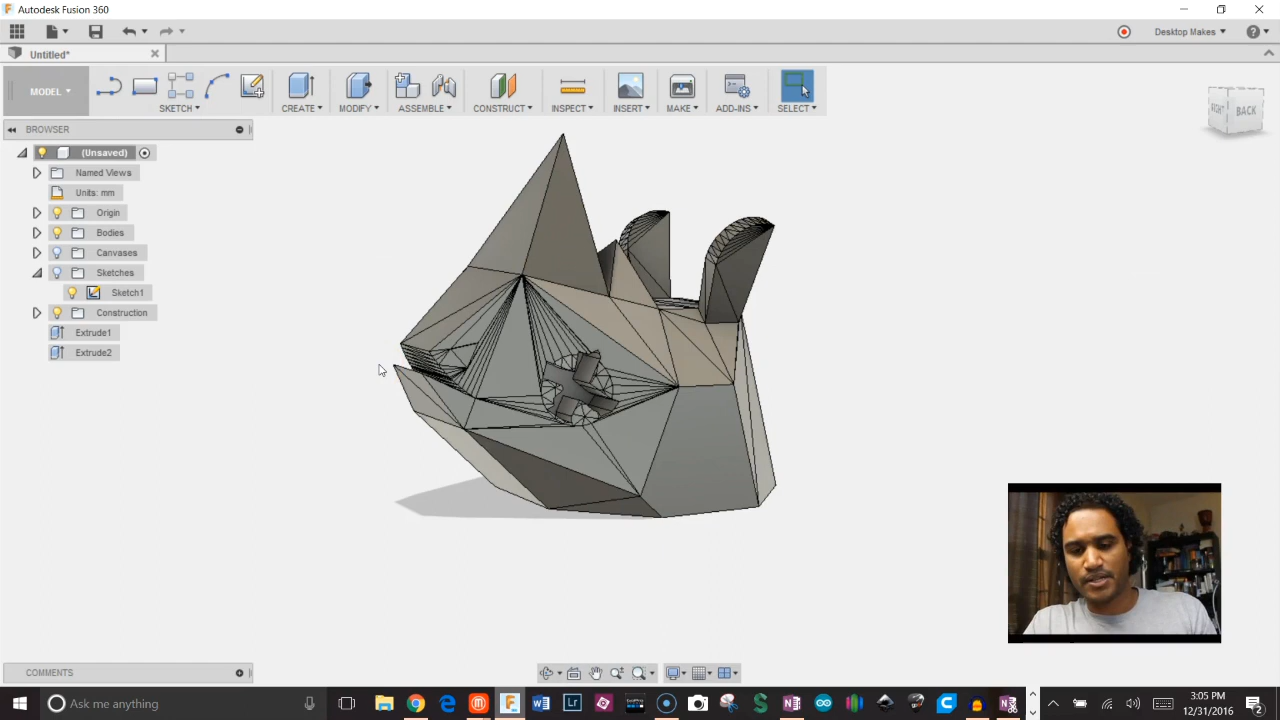 Autodesk Fusion 360
Desktop Makes
Untitled*
MODEL
SKETCH
CREATE
MODIFY
ASSEMBLE
CONSTRUCT
INSPECT
INSERT
MAKE
ADD-INS
SELECT
RIGHT
BACK
BROWSER
(Unsaved)
Named Views
Units: mm
Origin
Bodies
Canvases
Sketches
Sketch1
Construction
Extrude1
Extrude2
COMMENTS
Ask me anything
3:05 PM
12/31/2016